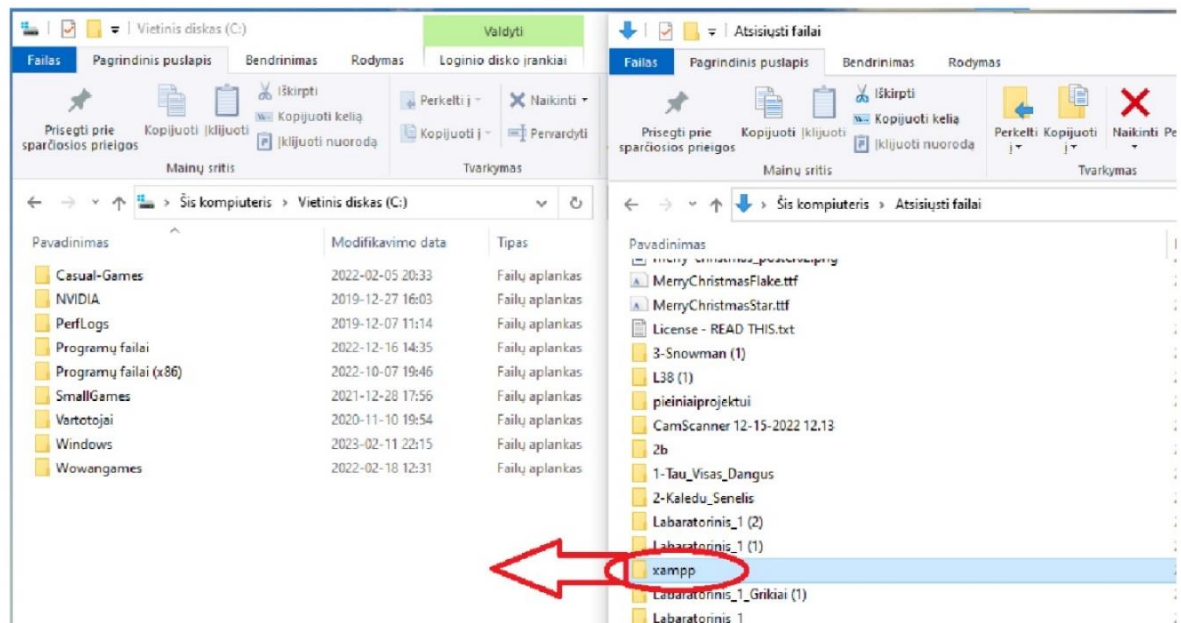 Vietinis diskas (C:)
Valdyti
Failas Pagrindinis puslapis Bendrinimas Rodymas Loginio disko įrankiai
Prisegti prie sparčiosios prieigos
Kopijuoti Įklijuoti
Iškirpti
Kopijuoti kelią
Įklijuoti nuorodą
Mainų sritis
Perkelti į
Kopijuoti į
Naikinti
Pervardyti
Tvarkymas
Šis kompiuteris > Vietinis diskas (C:)
Pavadinimas Modifikavimo data Tipas
Casual-Games 2022-02-05 20:33 Failų aplankas
NVIDIA 2019-12-27 16:03 Failų aplankas
PerfLogs 2019-12-07 11:14 Failų aplankas
Programų failai 2022-12-16 14:35 Failų aplankas
Programų failai (x86) 2022-10-07 19:46 Failų aplankas
SmallGames 2021-12-28 17:56 Failų aplankas
Vartotojai 2020-11-10 19:54 Failų aplankas
Windows 2023-02-11 22:15 Failų aplankas
Wowangames 2022-02-18 12:31 Failų aplankas
Atsisiųsti failai
Failas Pagrindinis puslapis Bendrinimas Rodymas
Prisegti prie sparčiosios prieigos
Kopijuoti Įklijuoti
Iškirpti
Kopijuoti kelią
Įklijuoti nuorodą
Mainų sritis
Perkelti į
Kopijuoti į
Naikinti
Pe
Tvarkymas
Šis kompiuteris > Atsisiųsti failai
Pavadinimas
MerryChristmasFlake.ttf
MerryChristmasStar.ttf
License - READ THIS.txt
3-Snowman (1)
L38 (1)
pieiniaiprojektui
CamScanner 12-15-2022 12.13
2b
1-Tau_Visas_Dangus
2-Kaledu_Senelis
Labaratorinis_1 (2)
Labaratorinis_1 (1)
xampp
Labaratorinis_1_Grikiai (1)
Labaratorinis_1